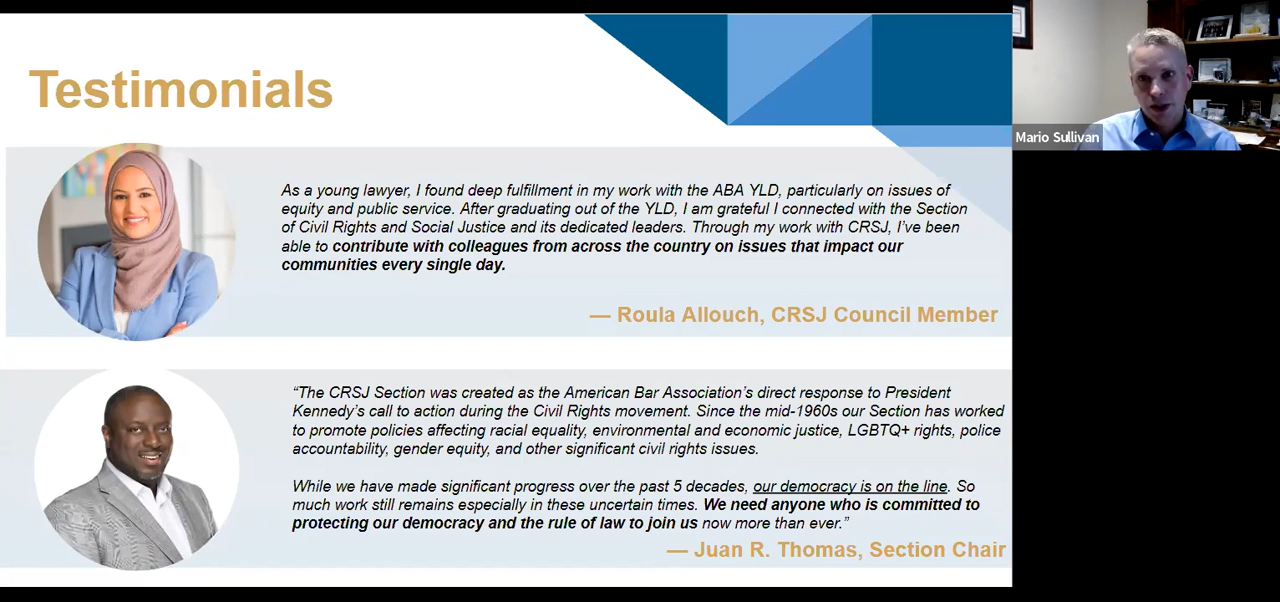 Testimonials
Mario Sullivan
As a young lawyer, I found deep fulfillment in my work with the ABA YLD, particularly on issues of
equity and public service. After graduating out of the YLD, I am grateful I connected with the Section
of Civil Rights and Social Justice and its dedicated leaders. Through my work with CRSJ, I’ve been
able to contribute with colleagues from across the country on issues that impact our
communities every single day.
— Roula Allouch, CRSJ Council Member
“The CRSJ Section was created as the American Bar Association’s direct response to President
Kennedy’s call to action during the Civil Rights movement. Since the mid-1960s our Section has worked
to promote policies affecting racial equality, environmental and economic justice, LGBTQ+ rights, police
accountability, gender equity, and other significant civil rights issues.
While we have made significant progress over the past 5 decades, our democracy is on the line. So
much work still remains especially in these uncertain times. We need anyone who is committed to
protecting our democracy and the rule of law to join us now more than ever.”
— Juan R. Thomas, Section Chair